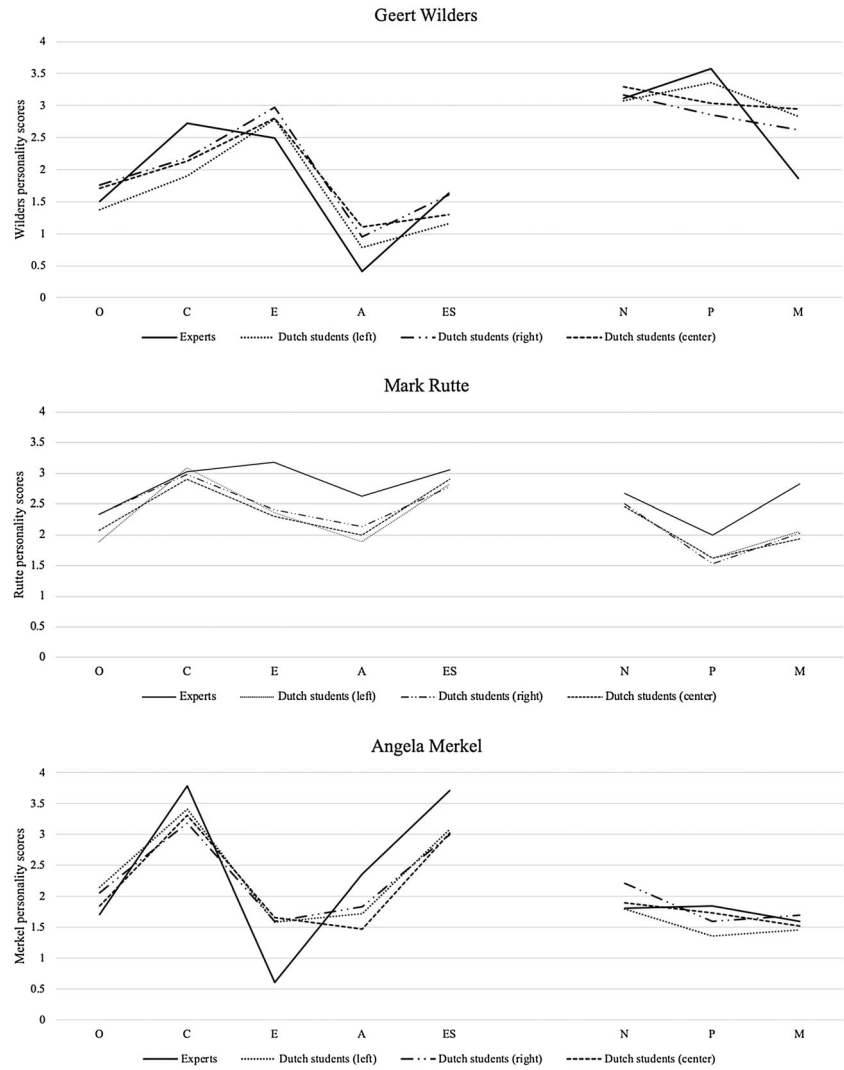 Geert Wilders
Wilders personality scores
4
3.5
3
2.5
2
1.5
1
0.5
0
O C E A ES N P M
Experts Dutch students (left) Dutch students (right) Dutch students (center)
Mark Rutte
Rutte personality scores
4
3.5
3
2.5
2
1.5
1
0.5
0
O C E A ES N P M
Experts Dutch students (left) Dutch students (right) Dutch students (center)
Angela Merkel
Merkel personality scores
4
3.5
3
2.5
2
1.5
1
0.5
0
O C E A ES N P M
Experts Dutch students (left) Dutch students (right) Dutch students (center)